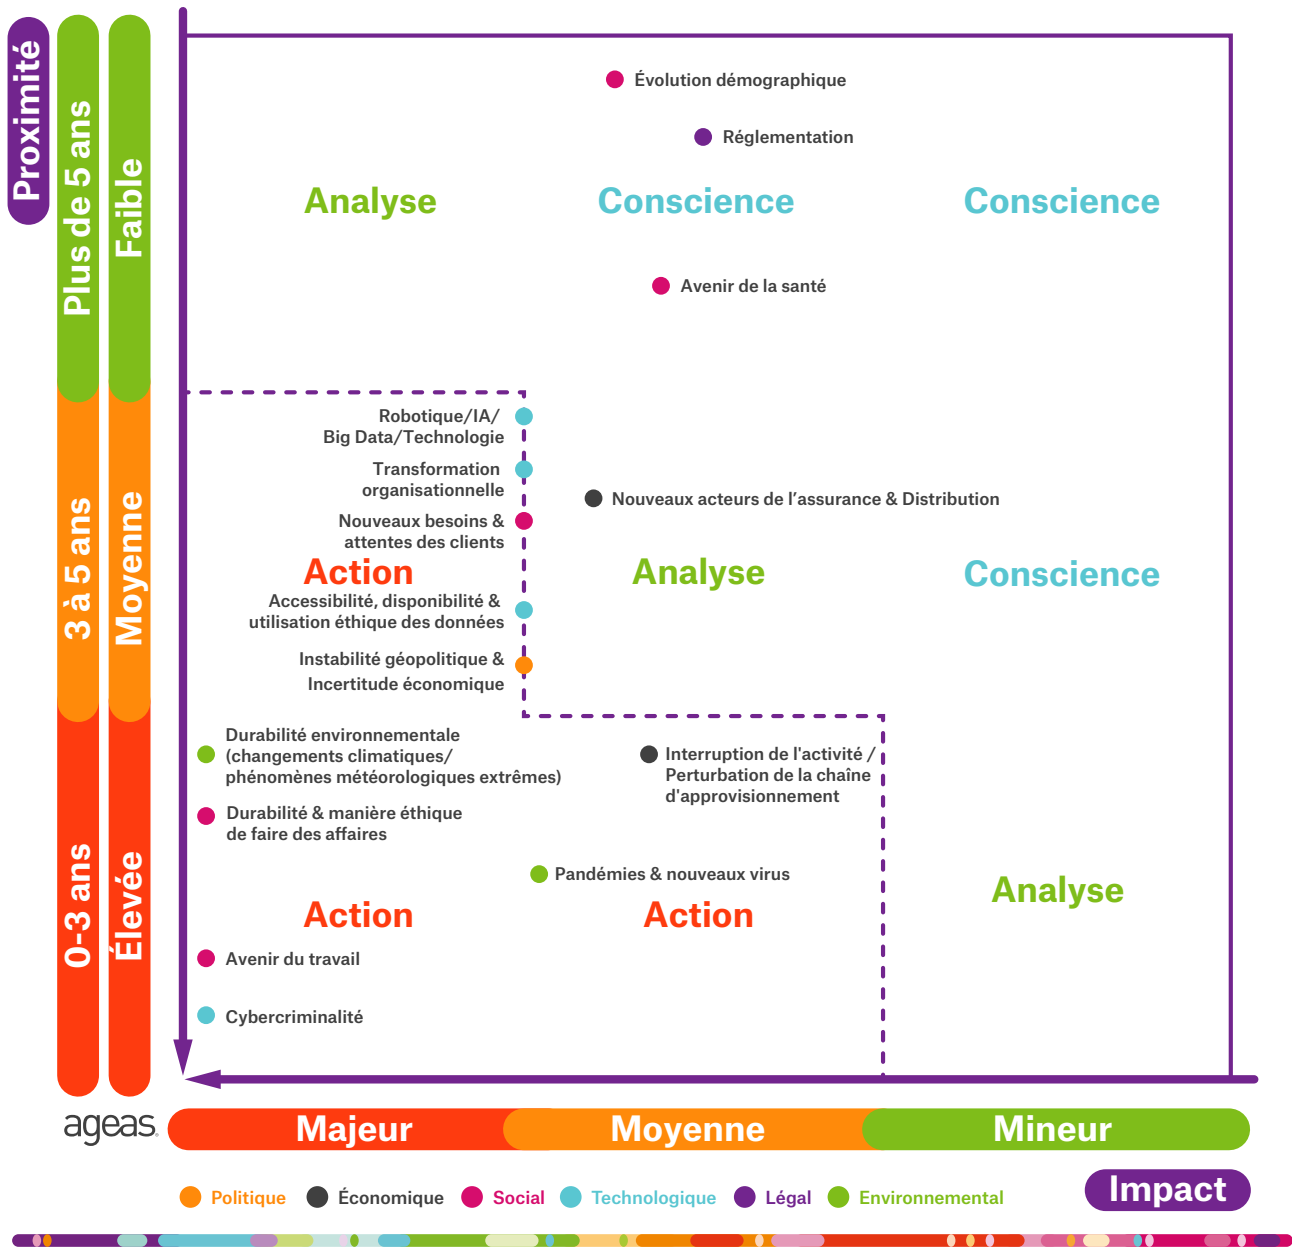 Proximité
Plus de 5 ans
Faible
Évolution démographique
Réglementation
Analyse
Conscience
Conscience
Avenir de la santé
3 à 5 ans
Moyenne
Robotique/IA/
Big Data/Technologie
Transformation
organisationnelle
Nouveaux acteurs de l’assurance & Distribution
Nouveaux besoins &
attentes des clients
Action
Analyse
Conscience
Accessibilité, disponibilité &
utilisation éthique des données
Instabilité géopolitique &
Incertitude économique
0-3 ans
Élevée
Durabilité environnementale
(changements climatiques/
phénomènes météorologiques extrêmes)
Interruption de l'activité /
Perturbation de la chaîne
d'approvisionnement
Durabilité & manière éthique
de faire des affaires
Pandémies & nouveaux virus
Analyse
Action
Action
Avenir du travail
Cybercriminalité
ageas
Majeur
Moyenne
Mineur
Impact
Politique
Économique
Social
Technologique
Légal
Environnemental